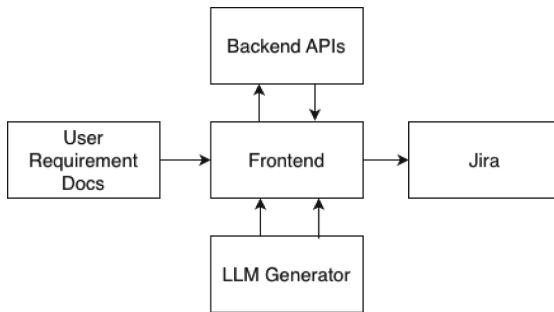 Backend APIs
User
Requirement
Docs
Frontend
Jira
LLM Generator